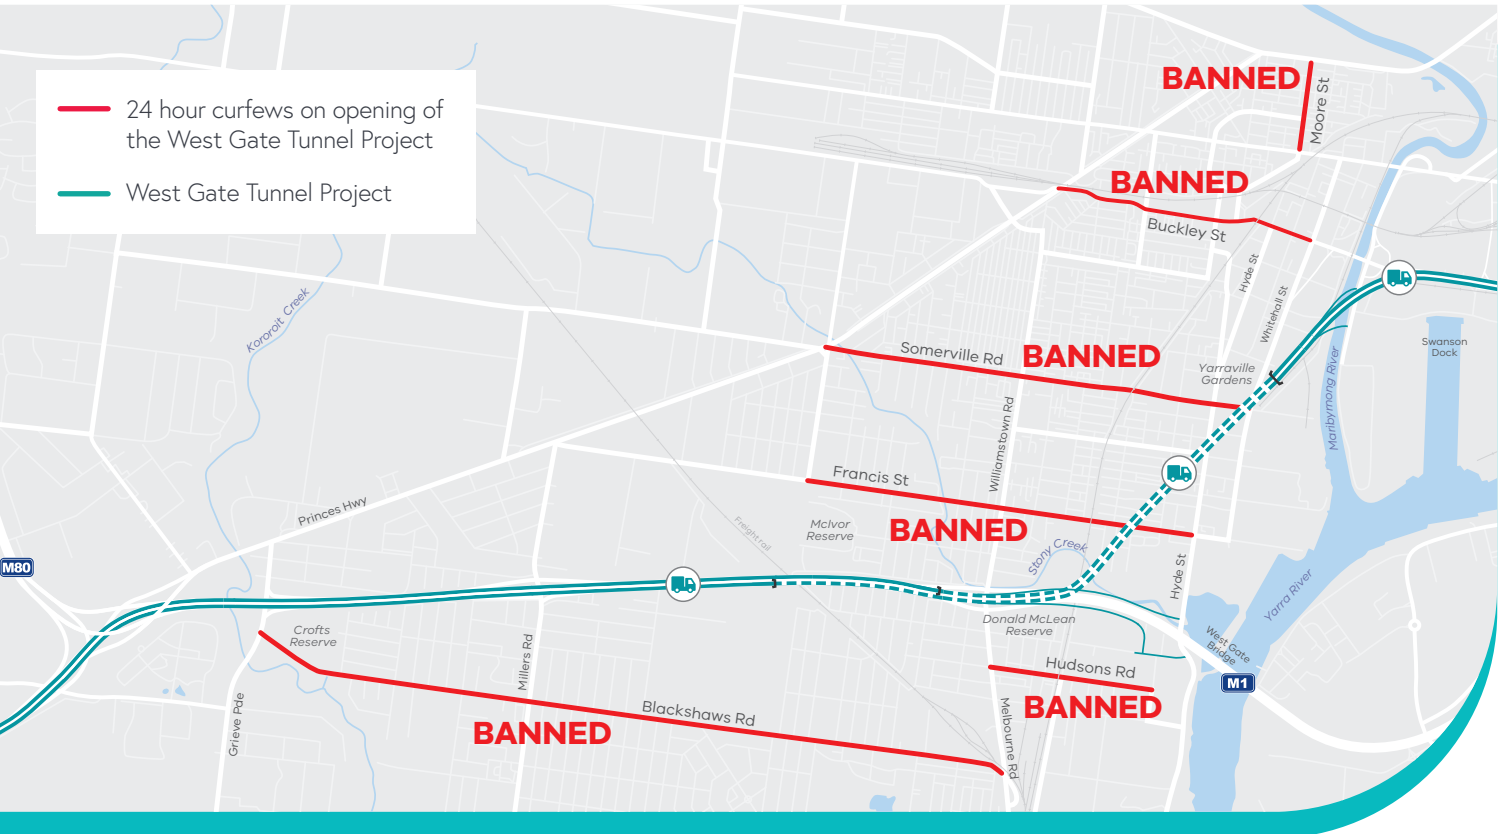 24 hour curfews on opening of
the West Gate Tunnel Project
West Gate Tunnel Project
BANNED
Moore St
BANNED
Buckley St
Hyde St
Whitehall St
Kororoit Creek
Somerville Rd
BANNED
Yarraville
Gardens
Swanson
Dock
Maribyrnong River
Williamstown Rd
Francis St
BANNED
Princes Hwy
McIvor
Reserve
Freight rail
Stony Creek
M80
Hyde St
Yarra River
Crofts
Reserve
Donald McLean
Reserve
West Gate
Bridge
Millers Rd
Hudsons Rd
BANNED
M1
Grieve Pde
Blackshaws Rd
BANNED
Melbourne Rd